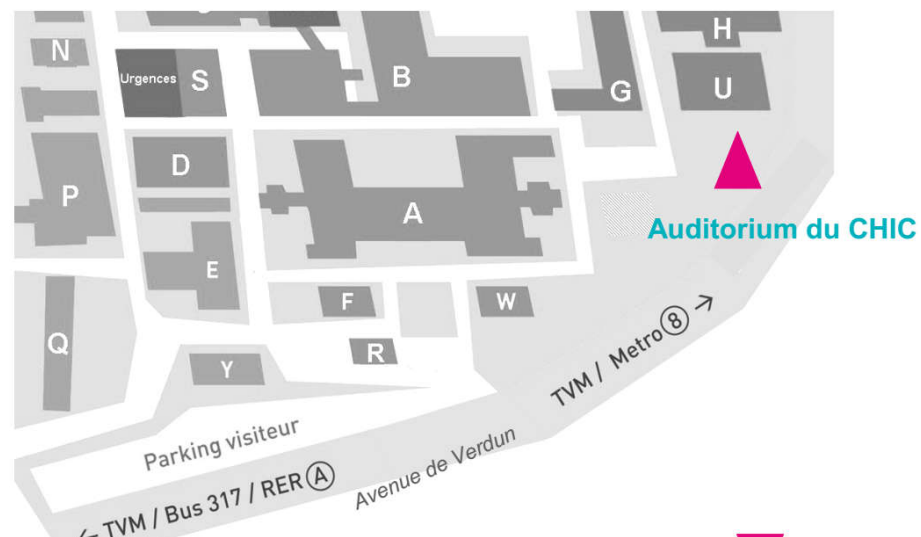 H
N
Urgences
S
B
G
U
D
P
A
Auditorium du CHIC
E
F
W
Q
R
Y
TVM / Metro 8 →
Parking visiteur
Avenue de Verdun
← TVM / Bus 317 / RER A